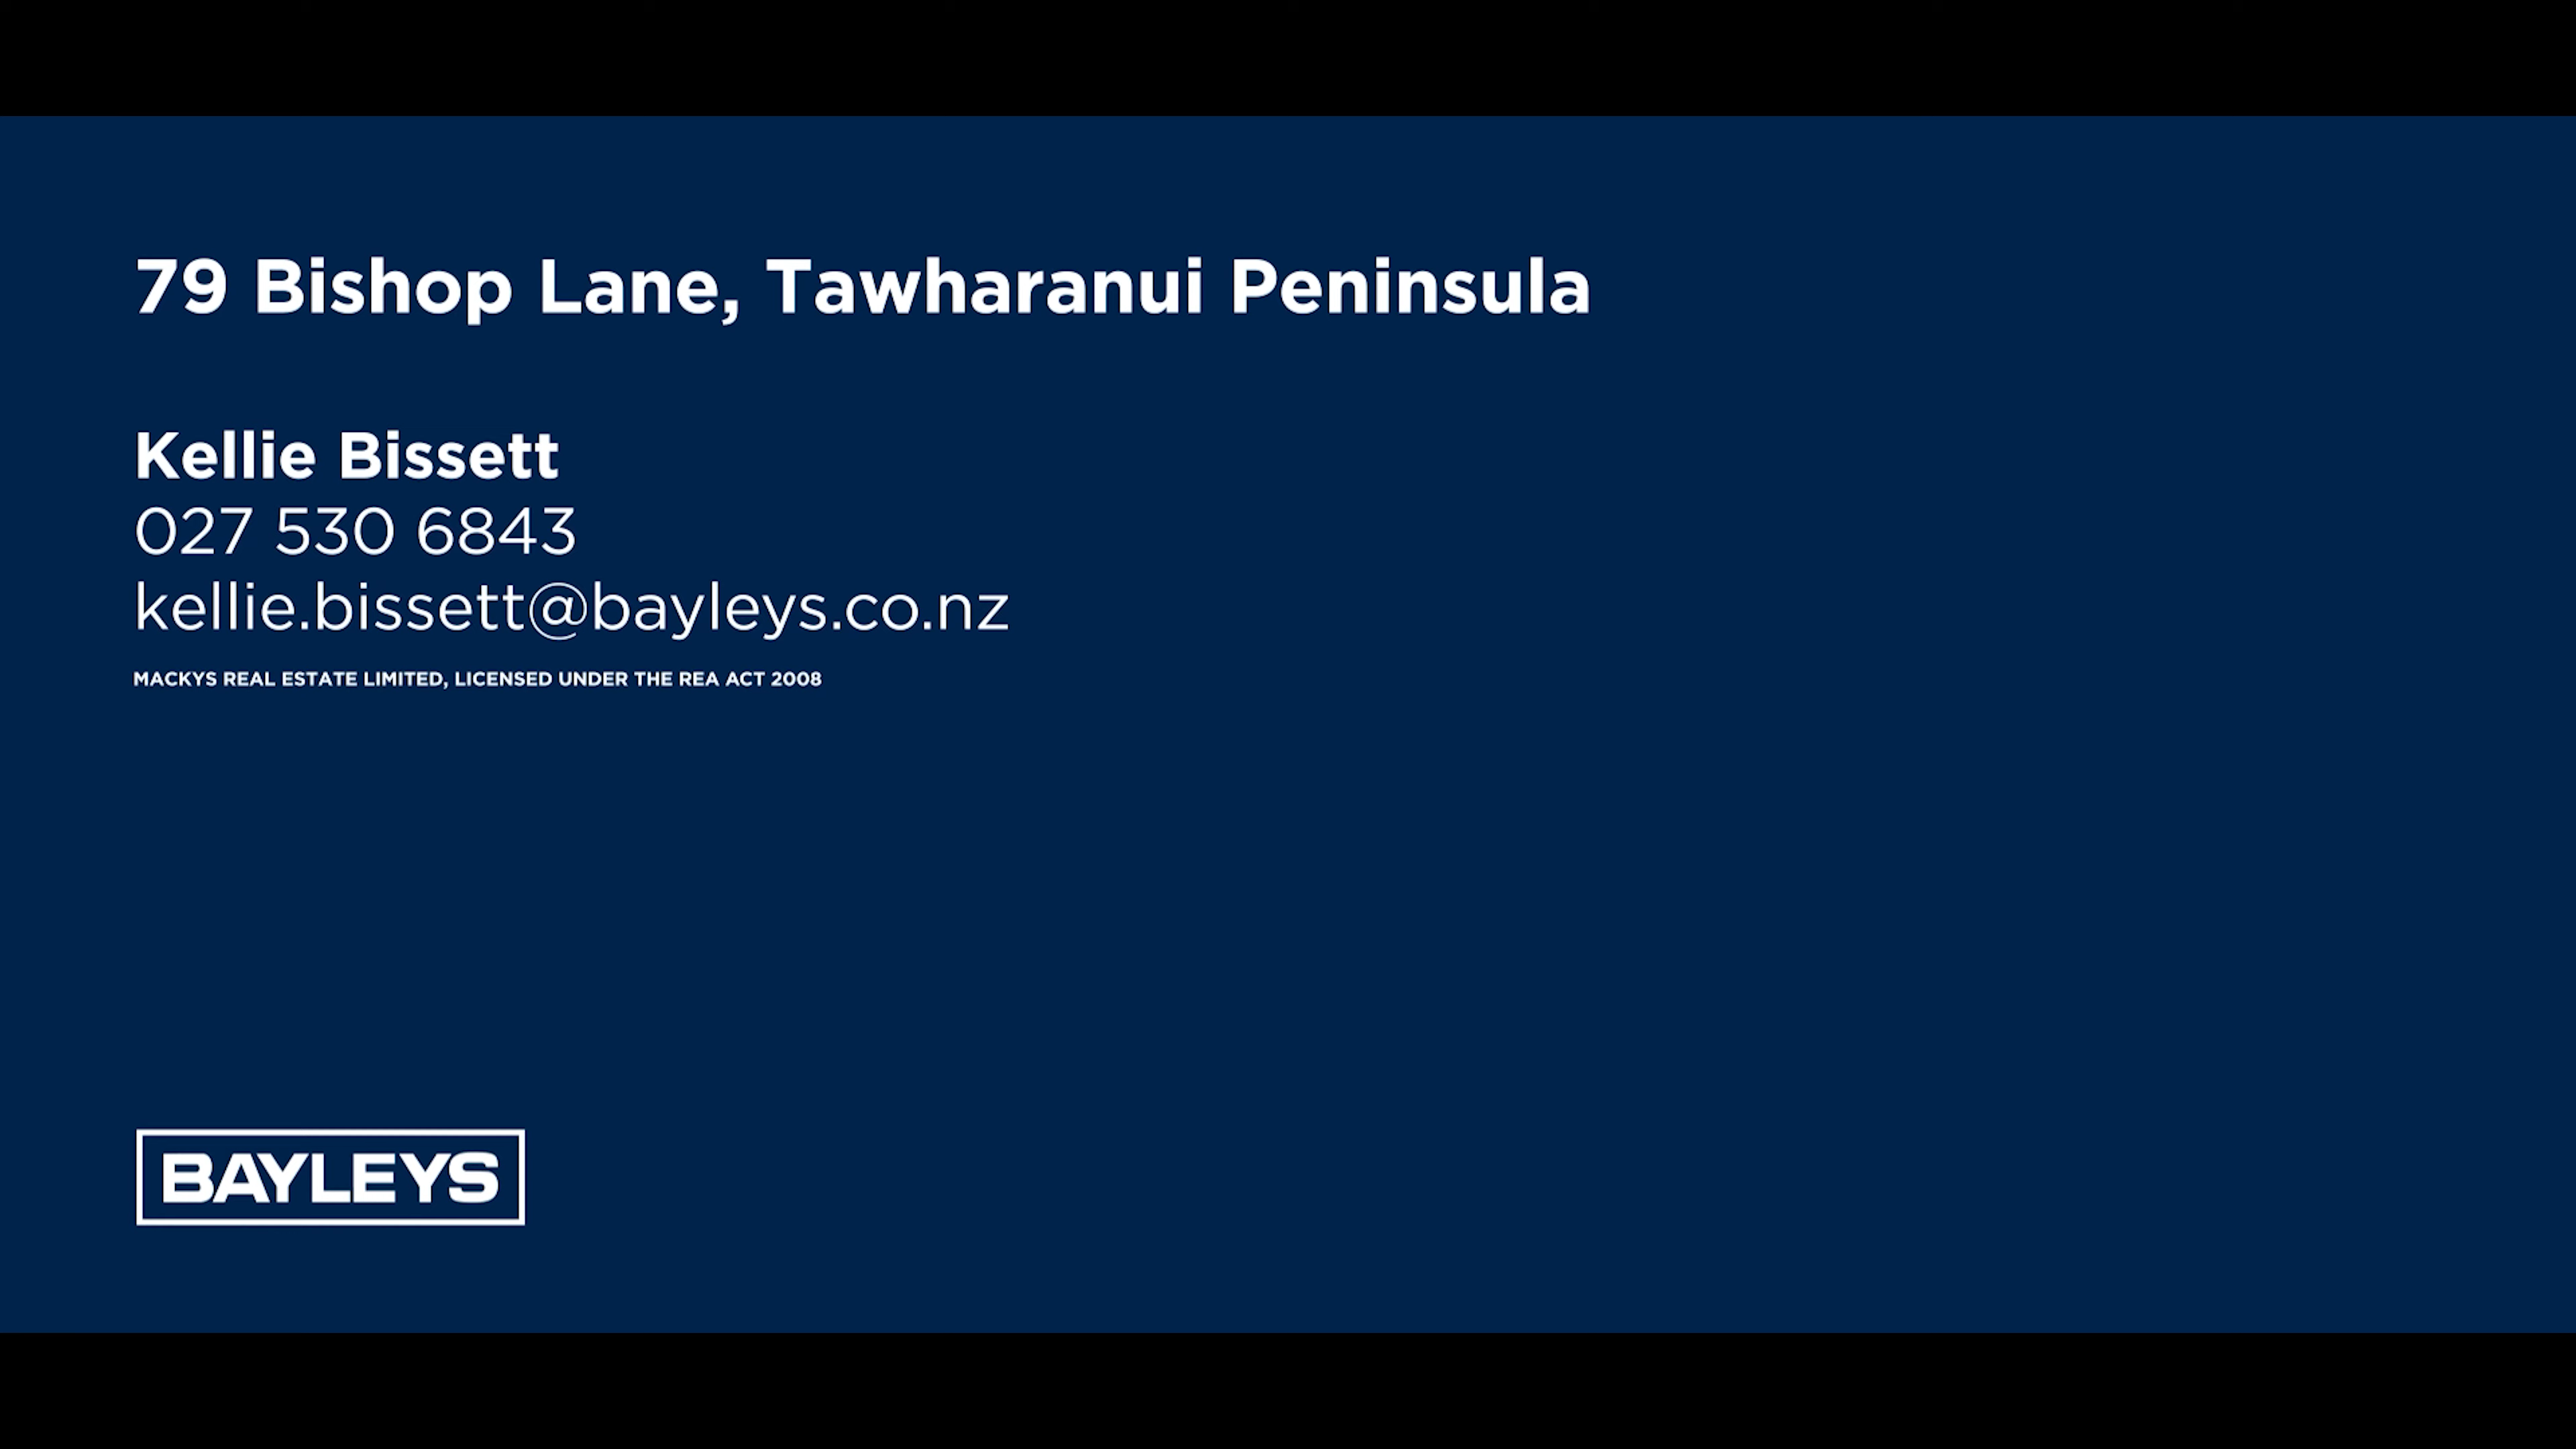 79 Bishop Lane, Tawharanui Peninsula
Kellie Bissett
027 530 6843
kellie.bissett@bayleys.co.nz
MACKYS REAL ESTATE LIMITED, LICENSED UNDER THE REA ACT 2008
BAYLEYS